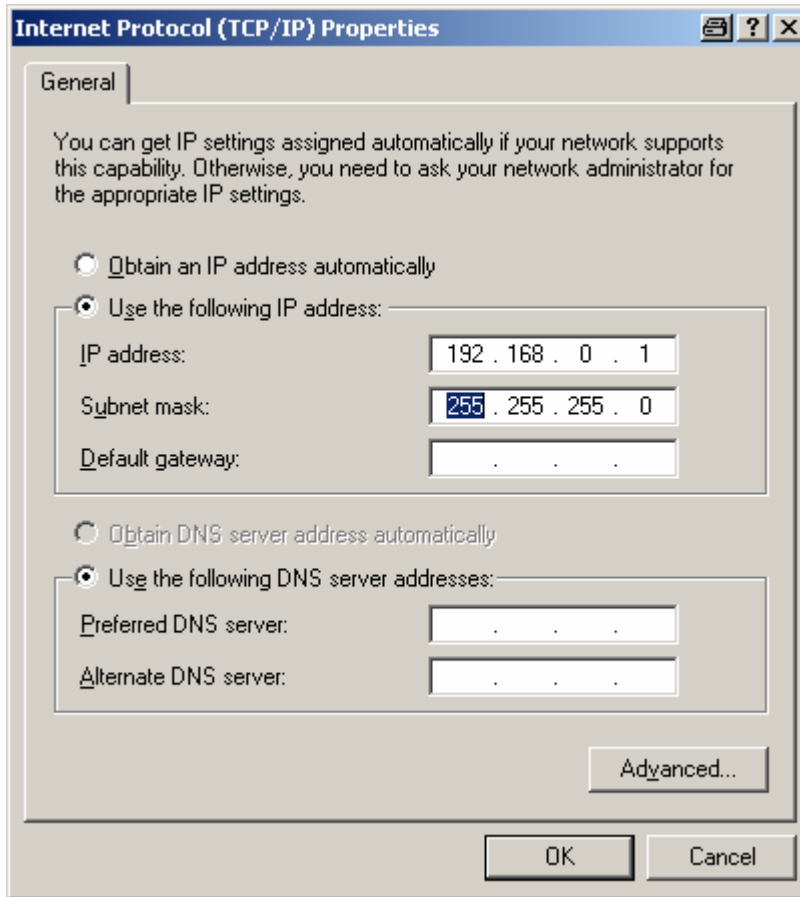 Internet Protocol (TCP/IP) Properties
General
You can get IP settings assigned automatically if your network supports
this capability. Otherwise, you need to ask your network administrator for
the appropriate IP settings.
Obtain an IP address automatically
Use the following IP address:
IP address: 192 . 168 . 0 . 1
Subnet mask: 255 . 255 . 255 . 0
Default gateway: . . .
Obtain DNS server address automatically
Use the following DNS server addresses:
Preferred DNS server: . . .
Alternate DNS server: . . .
Advanced...
OK Cancel